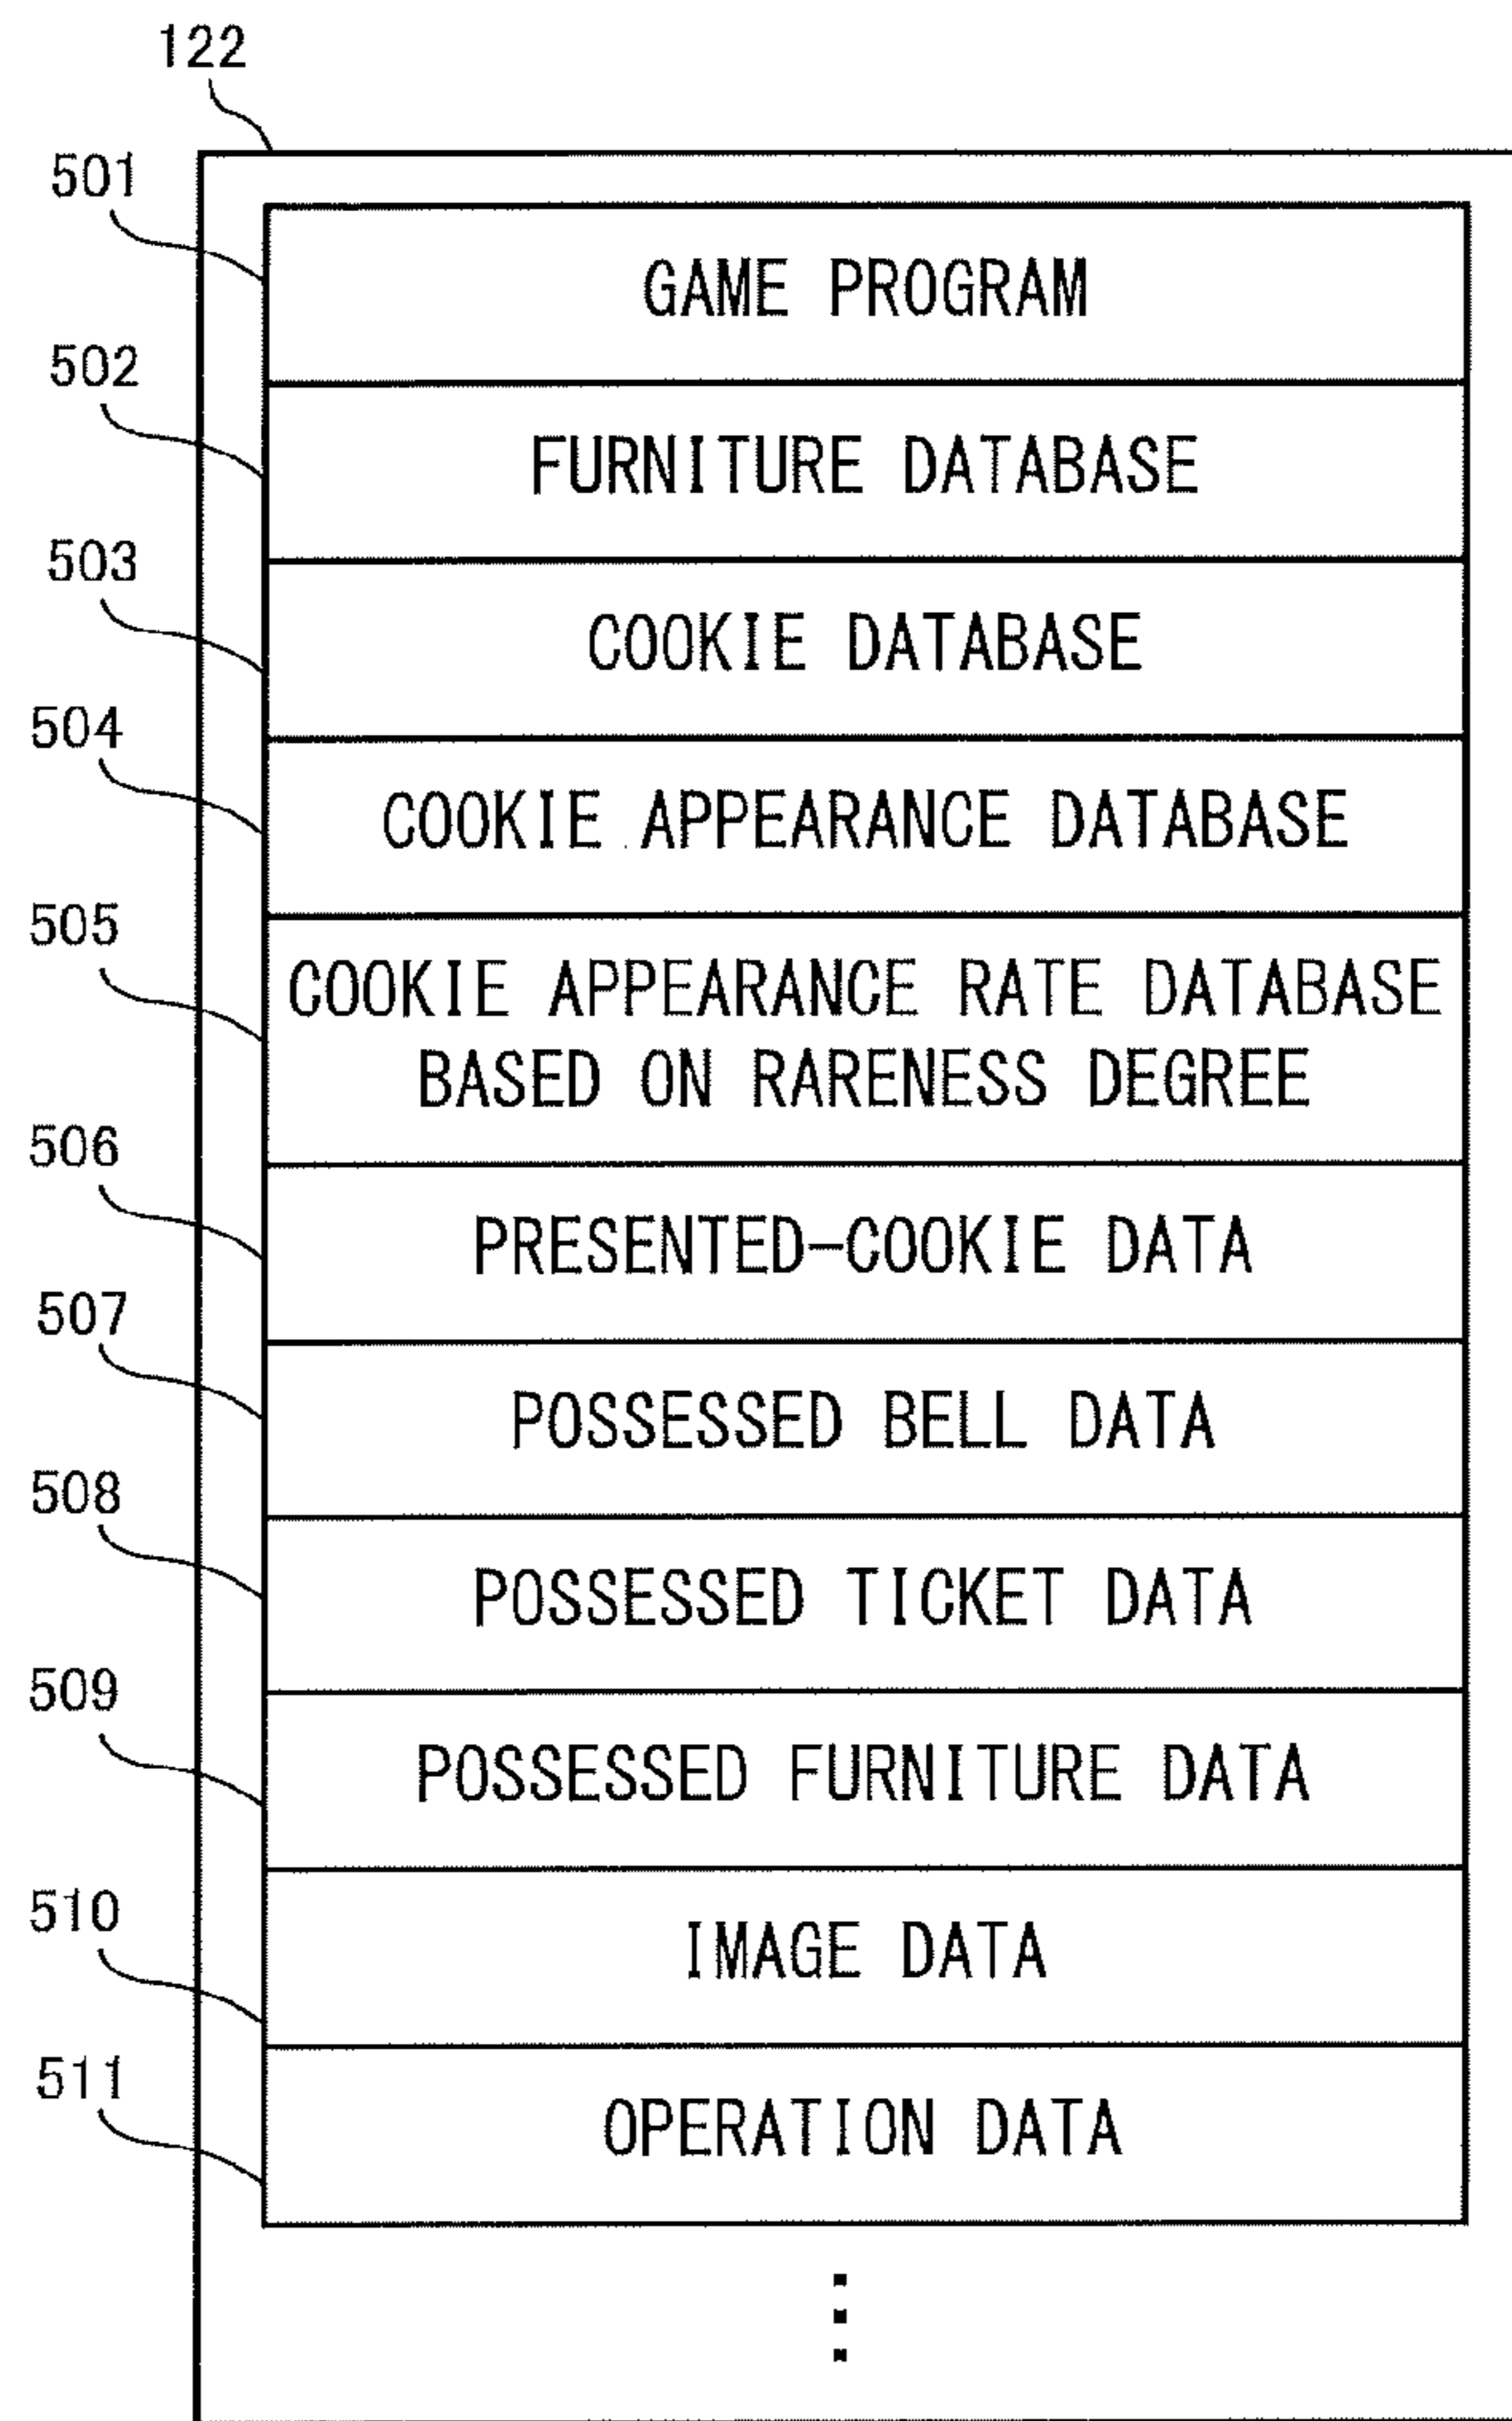 122
501
GAME PROGRAM
502
FURNITURE DATABASE
503
COOKIE DATABASE
504
COOKIE APPEARANCE DATABASE
505
COOKIE APPEARANCE RATE DATABASE
BASED ON RARENESS DEGREE
506
PRESENTED-COOKIE DATA
507
POSSESSED BELL DATA
508
POSSESSED TICKET DATA
509
POSSESSED FURNITURE DATA
510
IMAGE DATA
511
OPERATION DATA